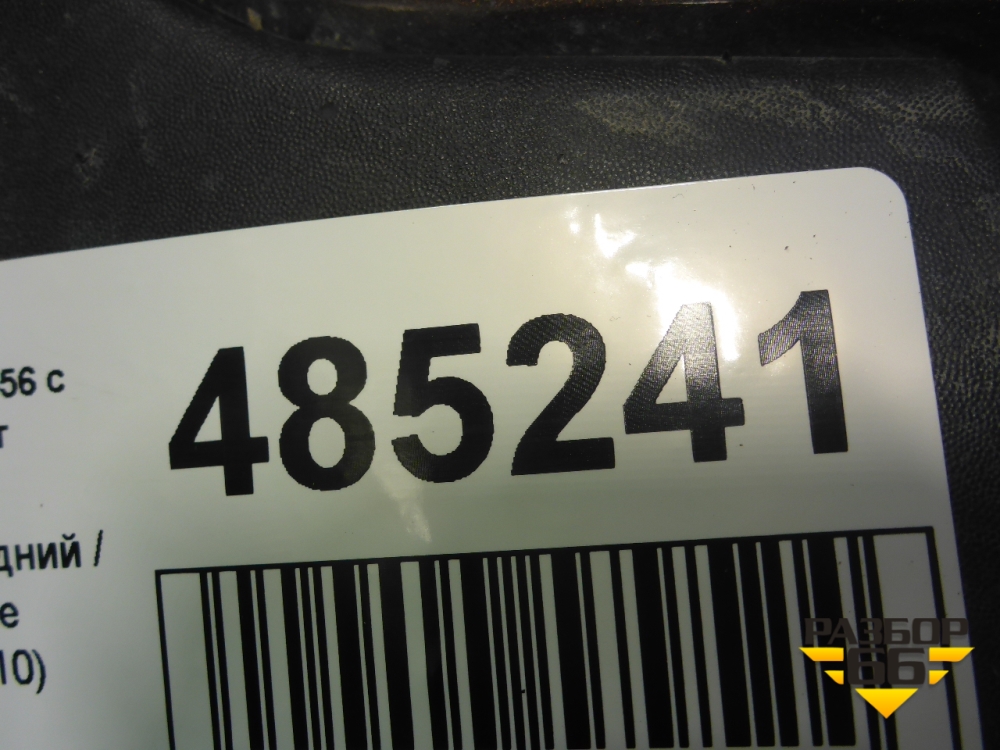 485241
56 с
т
дний /
е
10)
РАЗБОР
66